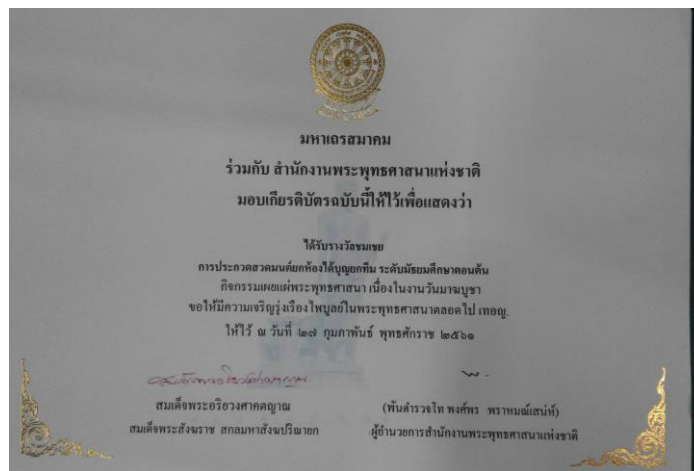 มหาเถรสมาคม
ร่วมกับ สำนักงานพระพุทธศาสนาแห่งชาติ
มอบเกียรติบัตรฉบับนี้ให้ไว้เพื่อแสดงว่า
ได้รับรางวัลชมเชย
การประกวดสวดมนต์ยกห้องได้บุญยกทีม ระดับมัธยมศึกษาตอนต้น
กิจกรรมเผยแผ่พระพุทธศาสนา เนื่องในงานวันมาฆบูชา
ขอให้มีความเจริญรุ่งเรืองไพบูลย์ในพระพุทธศาสนาตลอดไป เทอญ.
ให้ไว้ ณ วันที่ ๒๗ กุมภาพันธ์ พุทธศักราช ๒๕๖๑
สมเด็จพระอริยวงศาคตญาณ
สมเด็จพระสังฆราช สกลมหาสังฆปริณายก
(พันตำรวจโท พงศ์พร พราหมณ์เสน่ห์)
ผู้อำนวยการสำนักงานพระพุทธศาสนาแห่งชาติ